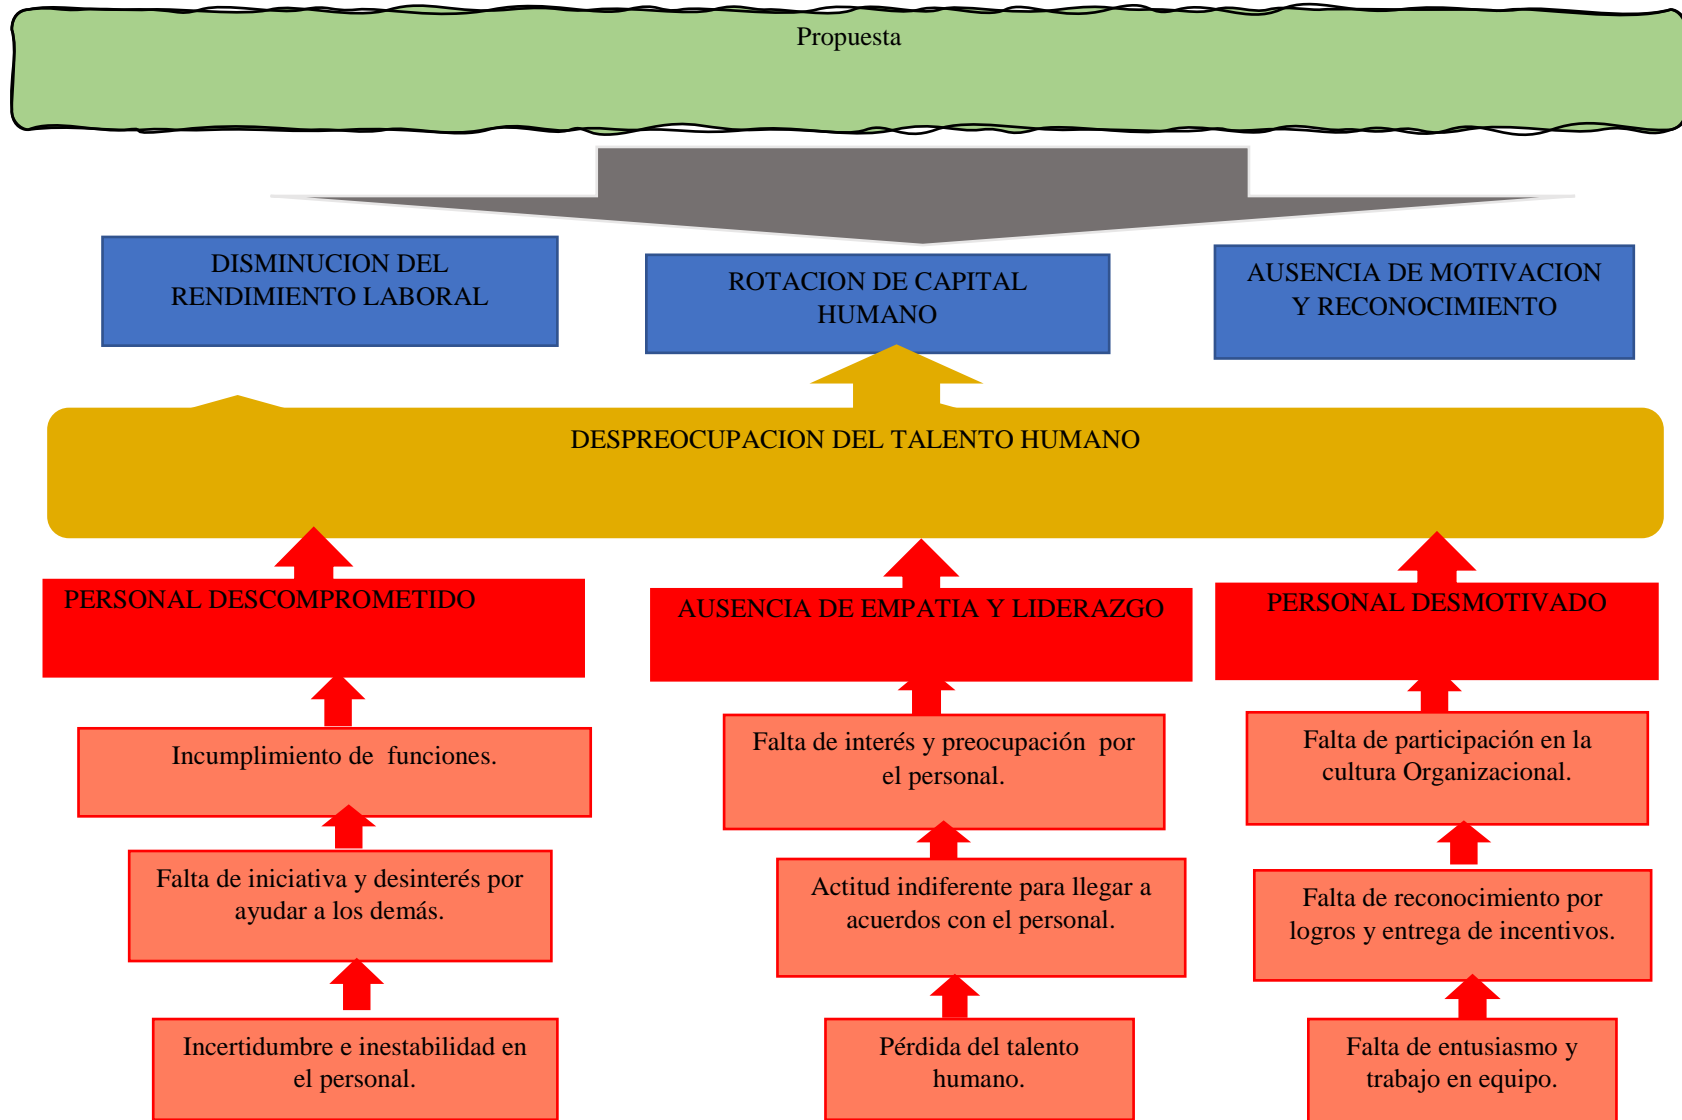 Propuesta
DISMINUCION DEL
RENDIMIENTO LABORAL
ROTACION DE CAPITAL
HUMANO
AUSENCIA DE MOTIVACION
Y RECONOCIMIENTO
DESPREOCUPACION DEL TALENTO HUMANO
PERSONAL DESCOMPROMETIDO
AUSENCIA DE EMPATIA Y LIDERAZGO
PERSONAL DESMOTIVADO
Incumplimiento de  funciones.
Falta de interés y preocupación  por
el personal.
Falta de participación en la
cultura Organizacional.
Falta de iniciativa y desinterés por
ayudar a los demás.
Actitud indiferente para llegar a
acuerdos con el personal.
Falta de reconocimiento por
logros y entrega de incentivos.
Incertidumbre e inestabilidad en
el personal.
Pérdida del talento
humano.
Falta de entusiasmo y
trabajo en equipo.